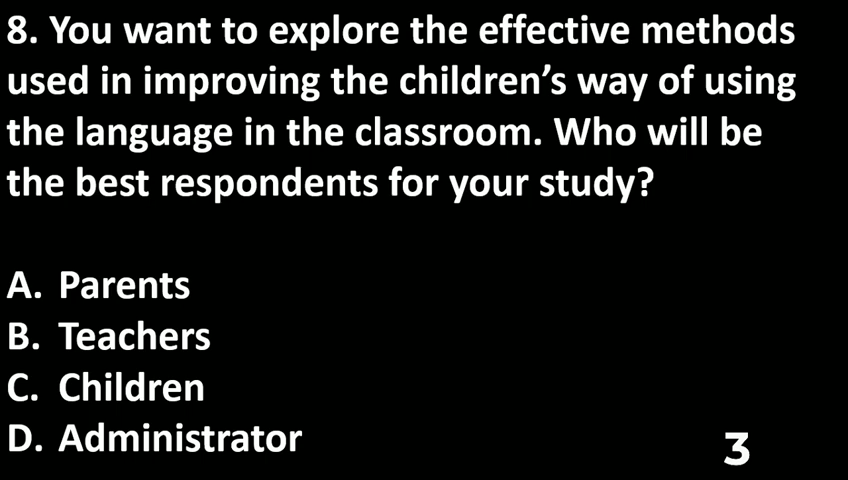 8. You want to explore the effective methods
used in improving the children’s way of using
the language in the classroom. Who will be
the best respondents for your study?
A. Parents
B. Teachers
C. Children
D. Administrator
3